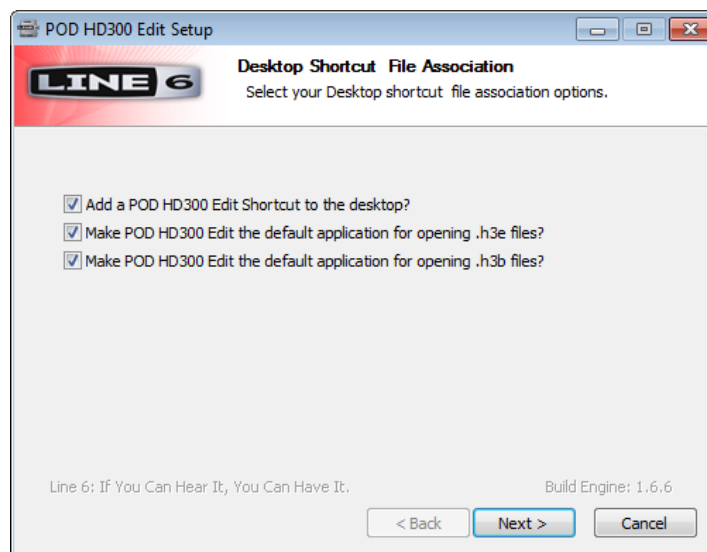 POD HD300 Edit Setup
LINE 6
Desktop Shortcut File Association
Select your Desktop shortcut file association options.
Add a POD HD300 Edit Shortcut to the desktop?
Make POD HD300 Edit the default application for opening .h3e files?
Make POD HD300 Edit the default application for opening .h3b files?
Line 6: If You Can Hear It, You Can Have It.
Build Engine: 1.6.6
< Back
Next >
Cancel